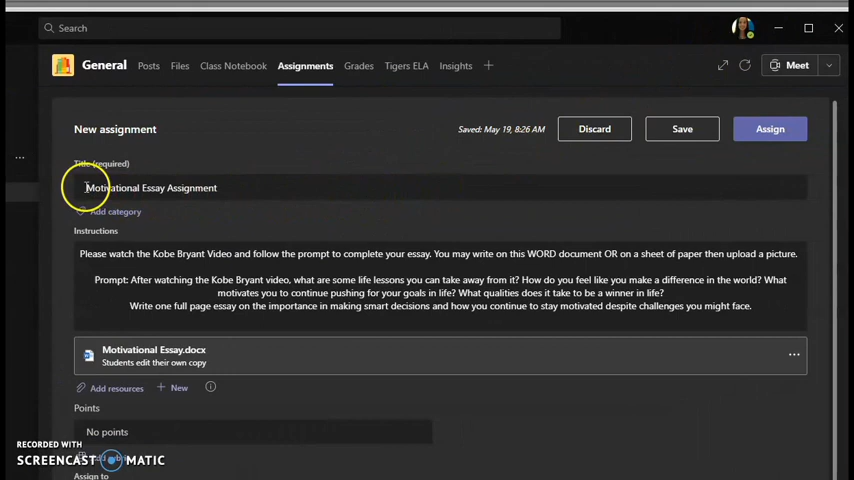 Search
General Posts Files Class Notebook Assignments Grades Tigers ELA Insights Meet
New assignment Saved: May 19, 8:26 AM Discard Save Assign
Title (required)
Motivational Essay Assignment
Add category
Instructions
Please watch the Kobe Bryant Video and follow the prompt to complete your essay. You may write on this WORD document OR on a sheet of paper then upload a picture.
Prompt: After watching the Kobe Bryant video, what are some life lessons you can take away from it? How do you feel like you make a difference in the world? What
motivates you to continue pushing for your goals in life? What qualities does it take to be a winner in life?
Write one full page essay on the importance in making smart decisions and how you continue to stay motivated despite challenges you might face.
Motivational Essay.docx
Students edit their own copy
Add resources + New
Points
No points
RECORDED WITH
SCREENCAST MATIC
Assign to